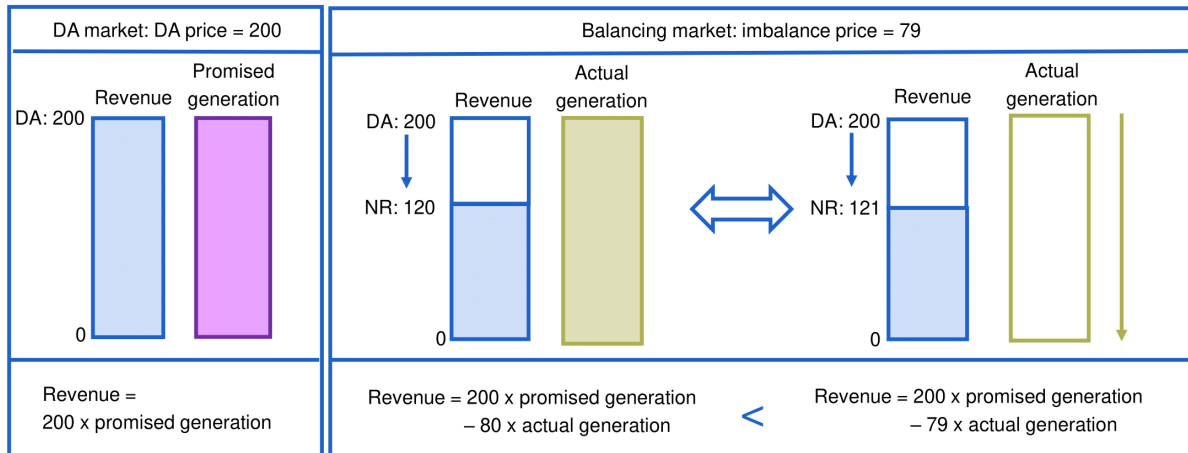 DA market: DA price = 200
Promised
Revenue generation
DA: 200
0
Revenue =
200 x promised generation
Balancing market: imbalance price = 79
Actual
Revenue generation
DA: 200
NR: 120
0
Actual
Revenue generation
DA: 200
NR: 121
0
Revenue = 200 x promised generation
– 80 x actual generation
<
Revenue = 200 x promised generation
– 79 x actual generation